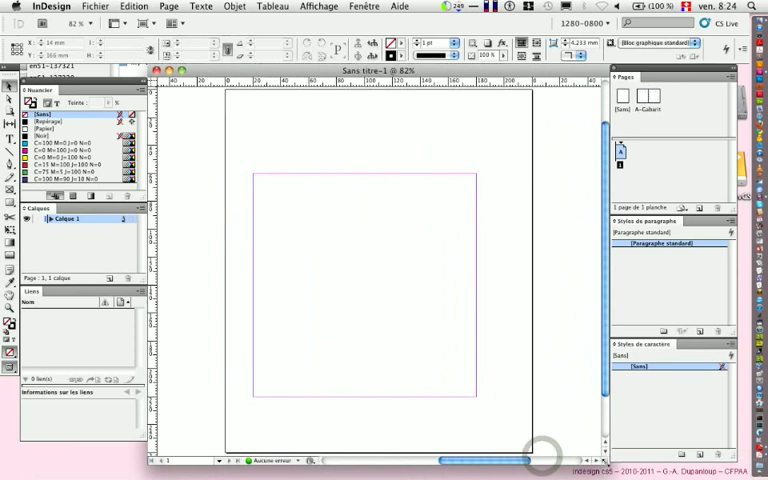 InDesign Fichier Edition Page Texte Objet Tableau Affichage Fenêtre Aide
(100 %) ven. 8:24
82 %
1280-0800
CS Live
X: 14 mm
1 pt
4.233 mm
[Bloc graphique standard]
100 %
Sans titre-1 @ 82%
Nuancier
Teinte : %
[Sans]
[Repérage]
[Papier]
[Noir]
C=100 M=0 J=0 N=0
C=0 M=100 J=0 N=0
C=0 M=0 J=100 N=0
C=15 M=100 J=100 N=0
C=75 M=5 J=100 N=0
C=100 M=90 J=10 N=0
Calques
Calque 1
Page : 1, 1 calque
Liens
Nom
0 lien(s)
Informations sur les liens
Pages
[Sans] A-Gabarit
A
1
1 page de 1 planche
Styles de paragraphe
[Paragraphe standard]
[Paragraphe standard]
Styles de caractère
[Sans]
[Sans]
1
Aucune erreur
indesign cs5 – 2010-2011 – G.-A. Dupanloup – CFPAA